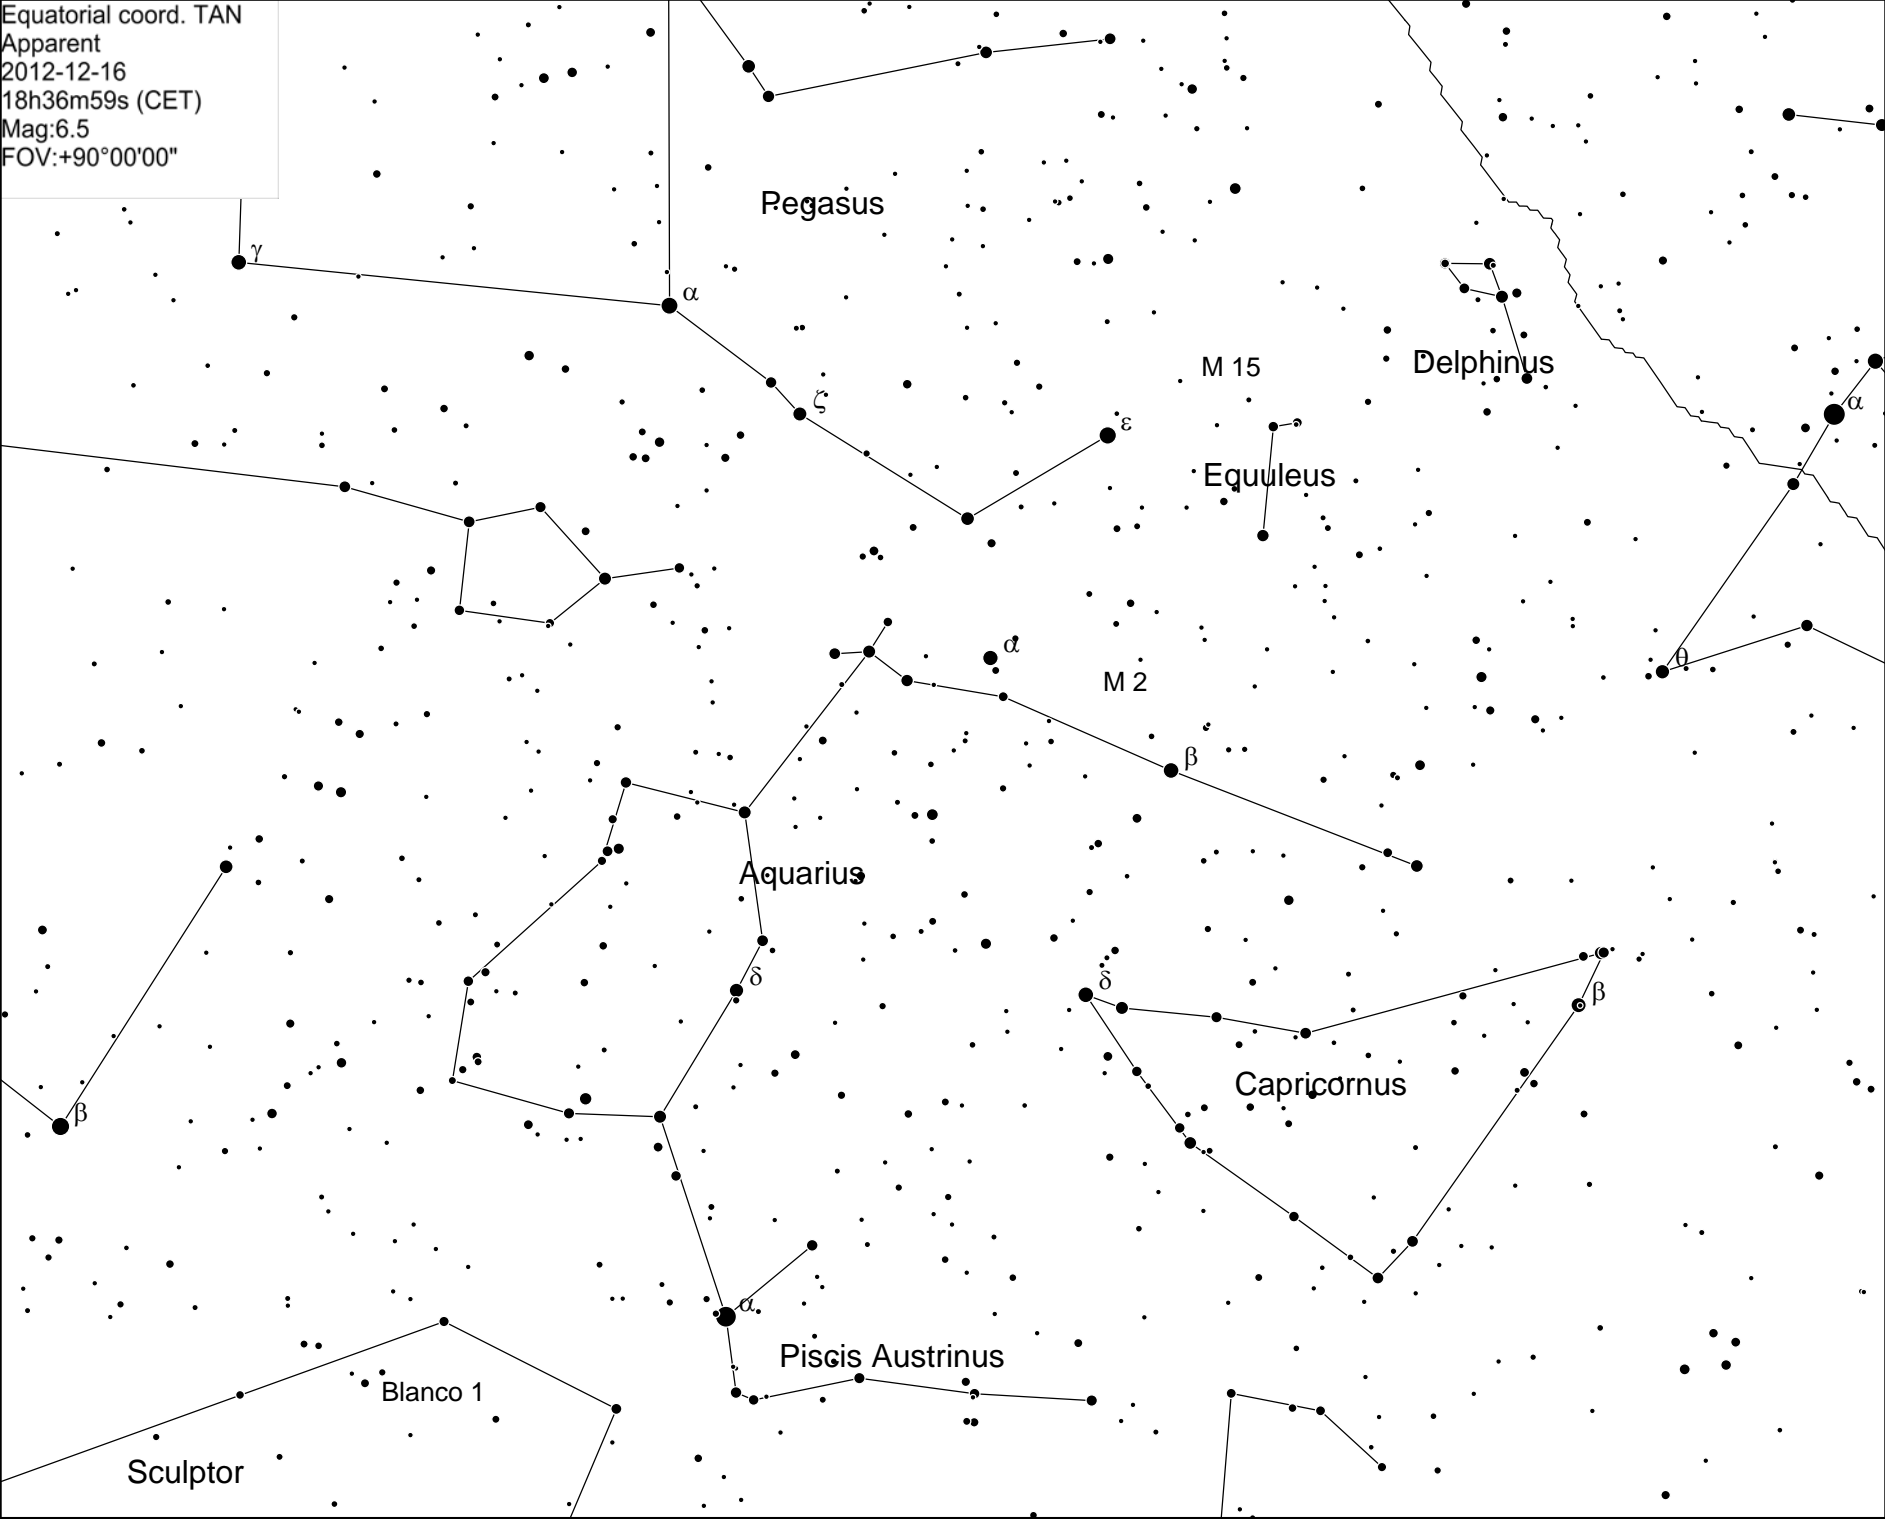 Equatorial coord. TAN
Apparent
2012-12-16
18h36m59s (CET)
Mag:6.5
FOV:+90°00'00"
Pegasus
γ
α
M 15
Delphinus
ζ
α
ε
Equuleus
α
θ
M 2
β
Aquarius
δ
δ
β
Capricornus
β
α
Piscis Austrinus
Blanco 1
Sculptor